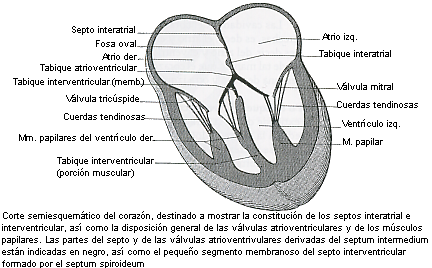 Septo interatrial
Fosa oval
Atrio der.
Tabique atrioventricular
Tabique interventricular (memb)
Válvula tricúspide
Cuerdas tendinosas
Mm. papilares del ventrículo der.
Tabique interventricular
(porción muscular)
Atrio izq.
Tabique interatrial
Válvula mitral
Cuerdas tendinosas
Ventrículo izq.
M. papilar
Corte semiesquemático del corazón, destinado a mostrar la constitución de los septos interatrial e
interventricular, así como la disposición general de las válvulas atrioventriculares y de los músculos
papilares. Las partes del septo y de las válvulas atrioventrivulares derivadas del septum intermedium
están indicadas en negro, así como el pequeño segmento membranoso del septo interventricular
formado por el septum spiroideum